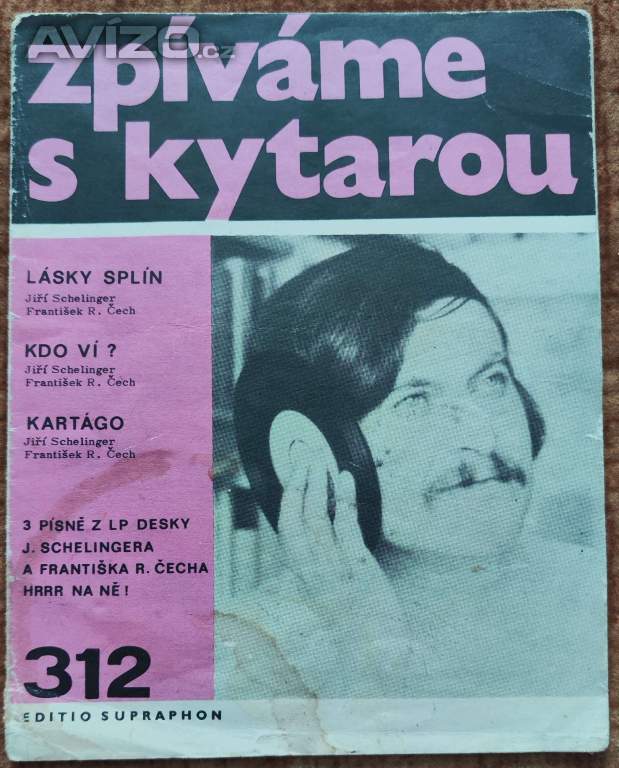 AVÍZO.cz
zpíváme
s kytarou
LÁSKY SPLÍN
Jiří Schelinger
František R. Čech
KDO VÍ ?
Jiří Schelinger
František R. Čech
KARTÁGO
Jiří Schelinger
František R. Čech
3 PÍSNĚ Z LP DESKY
J. SCHELINGERA
A FRANTIŠKA R. ČECHA
HRRR NA NĚ !
312
EDITIO SUPRAPHON